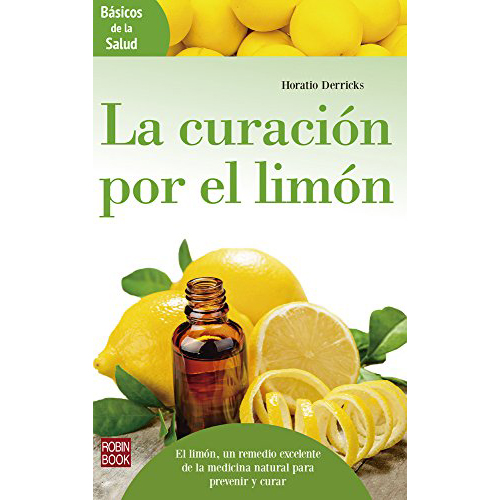 Básicos
de la
Salud
Horatio Derricks
La curación
por el limón
ROBIN
BOOK
El limón, un remedio excelente
de la medicina natural para
prevenir y curar